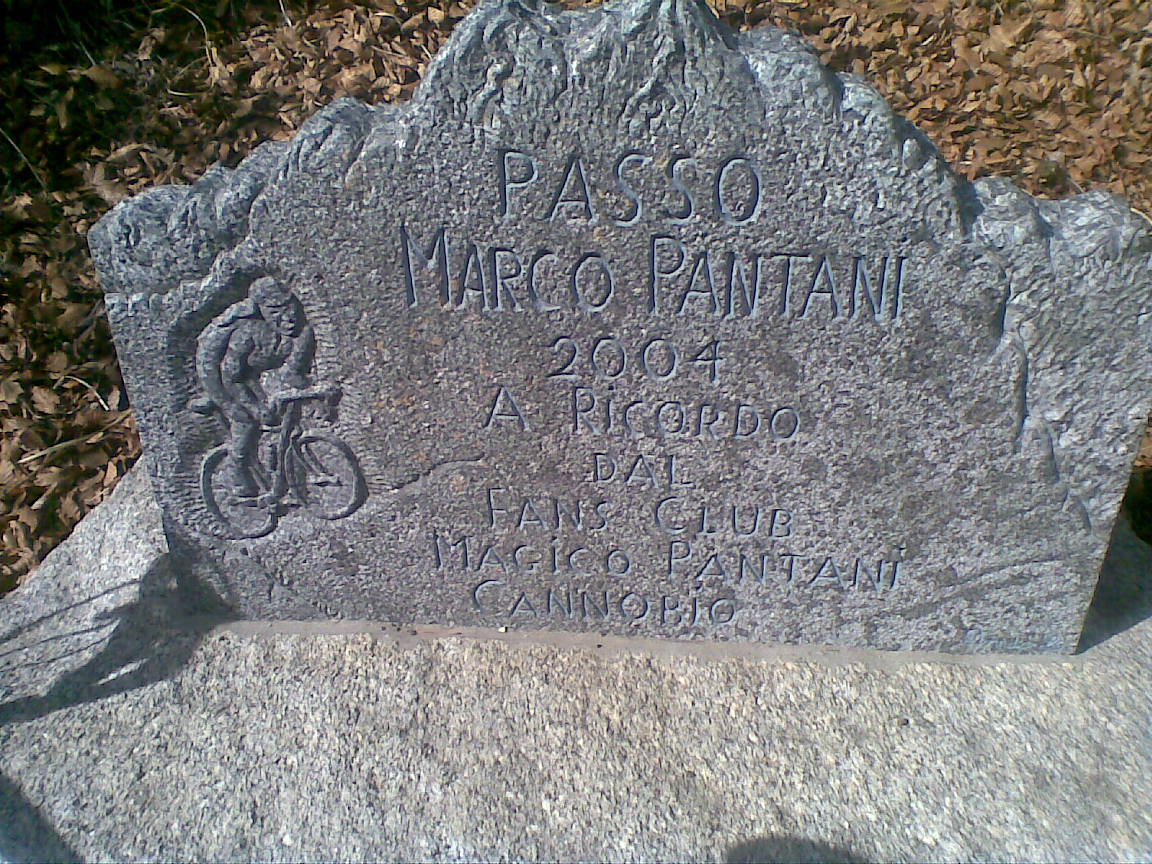 PASSO
MARCO PANTANI
2004
A RICORDO
DAL
FANS CLUB
MAGICO PANTANI
CANNOBIO